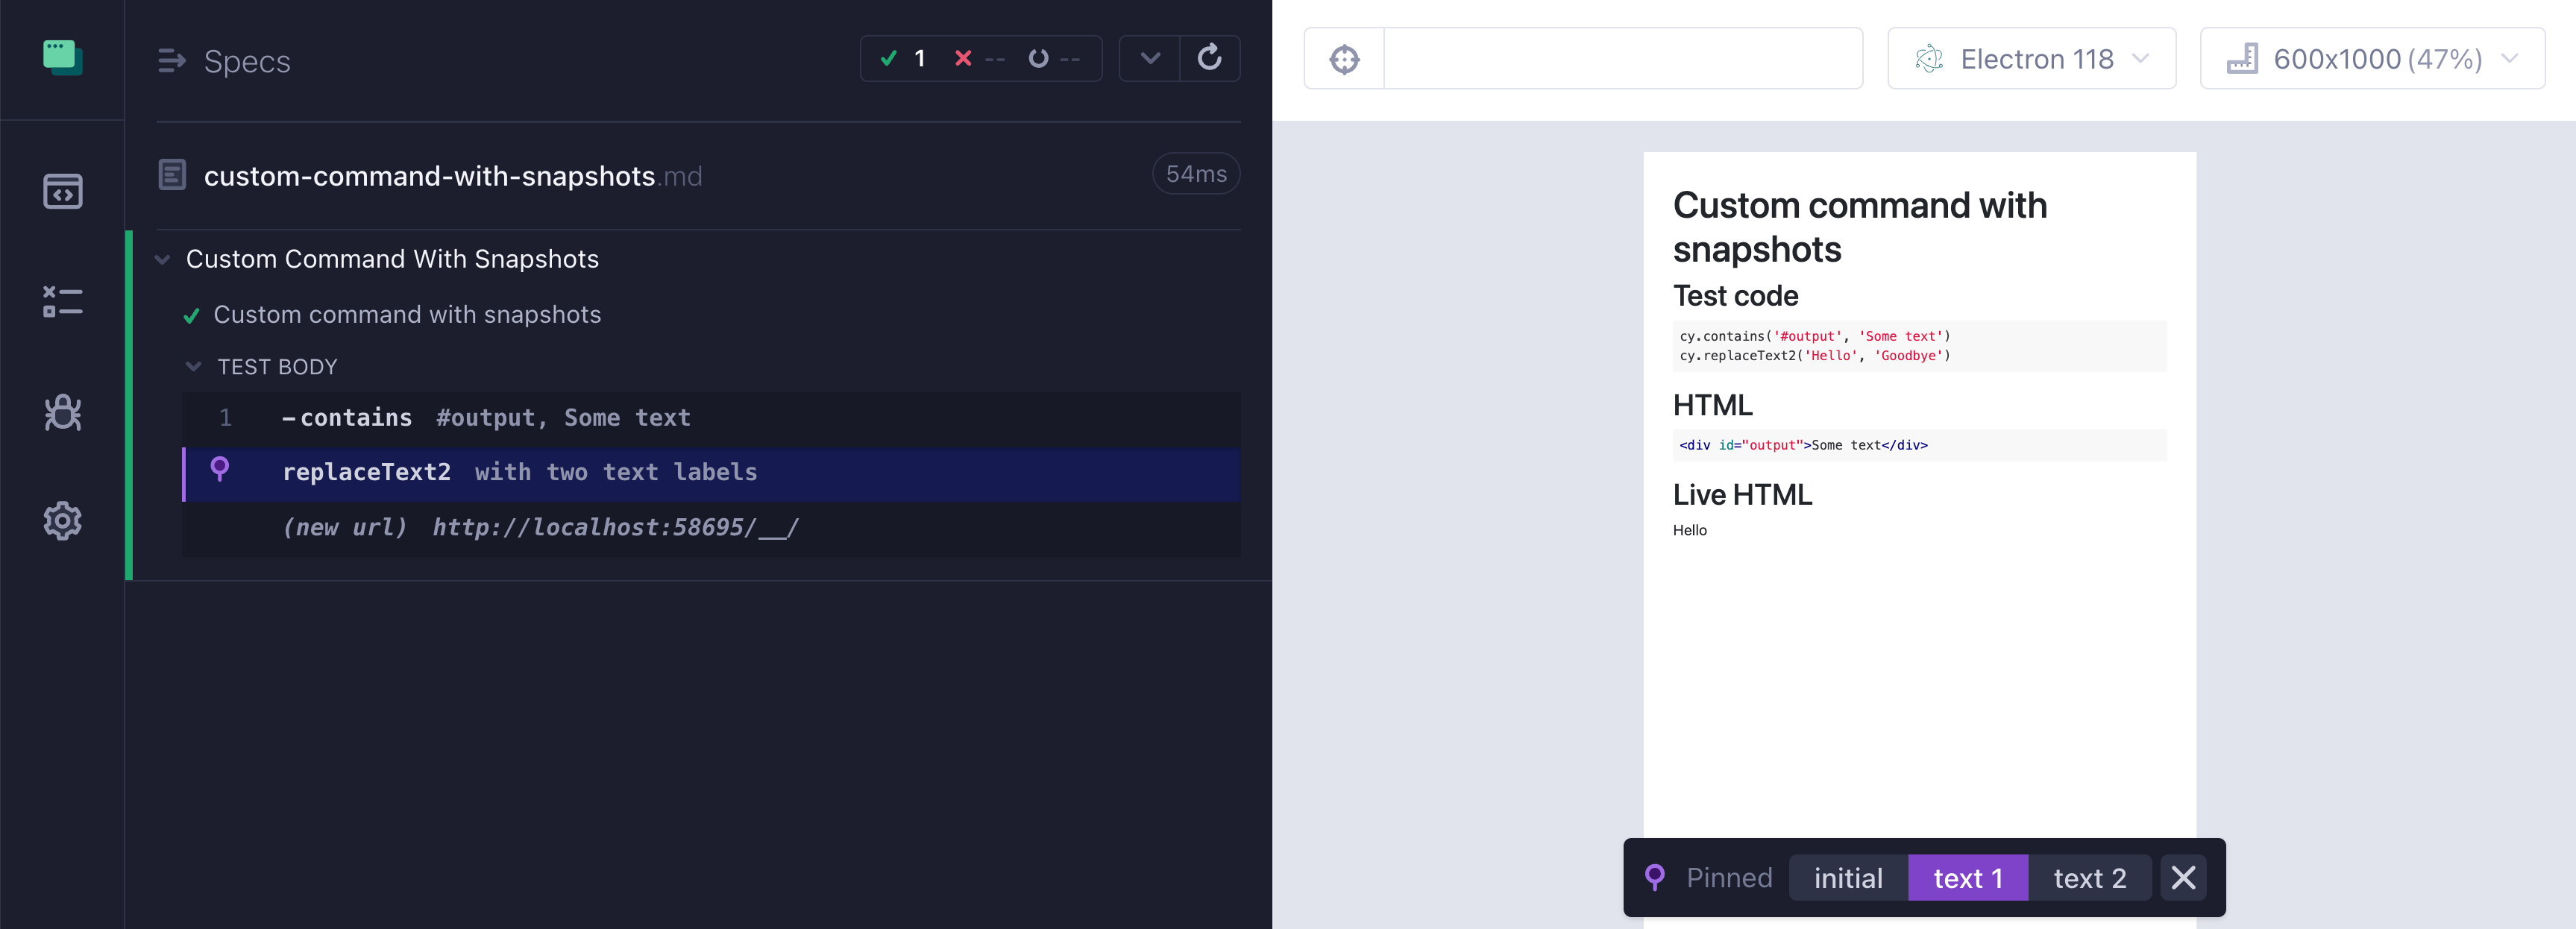 Specs
1 -- --
custom-command-with-snapshots.md 54ms
Custom Command With Snapshots
Custom command with snapshots
TEST BODY
1 -contains #output, Some text
replaceText2 with two text labels
(new url) http://localhost:58695/__/
Electron 118
600x1000 (47%)
Custom command with
snapshots
Test code
cy.contains('#output', 'Some text')
cy.replaceText2('Hello', 'Goodbye')
HTML
<div id="output">Some text</div>
Live HTML
Hello
Pinned initial text 1 text 2